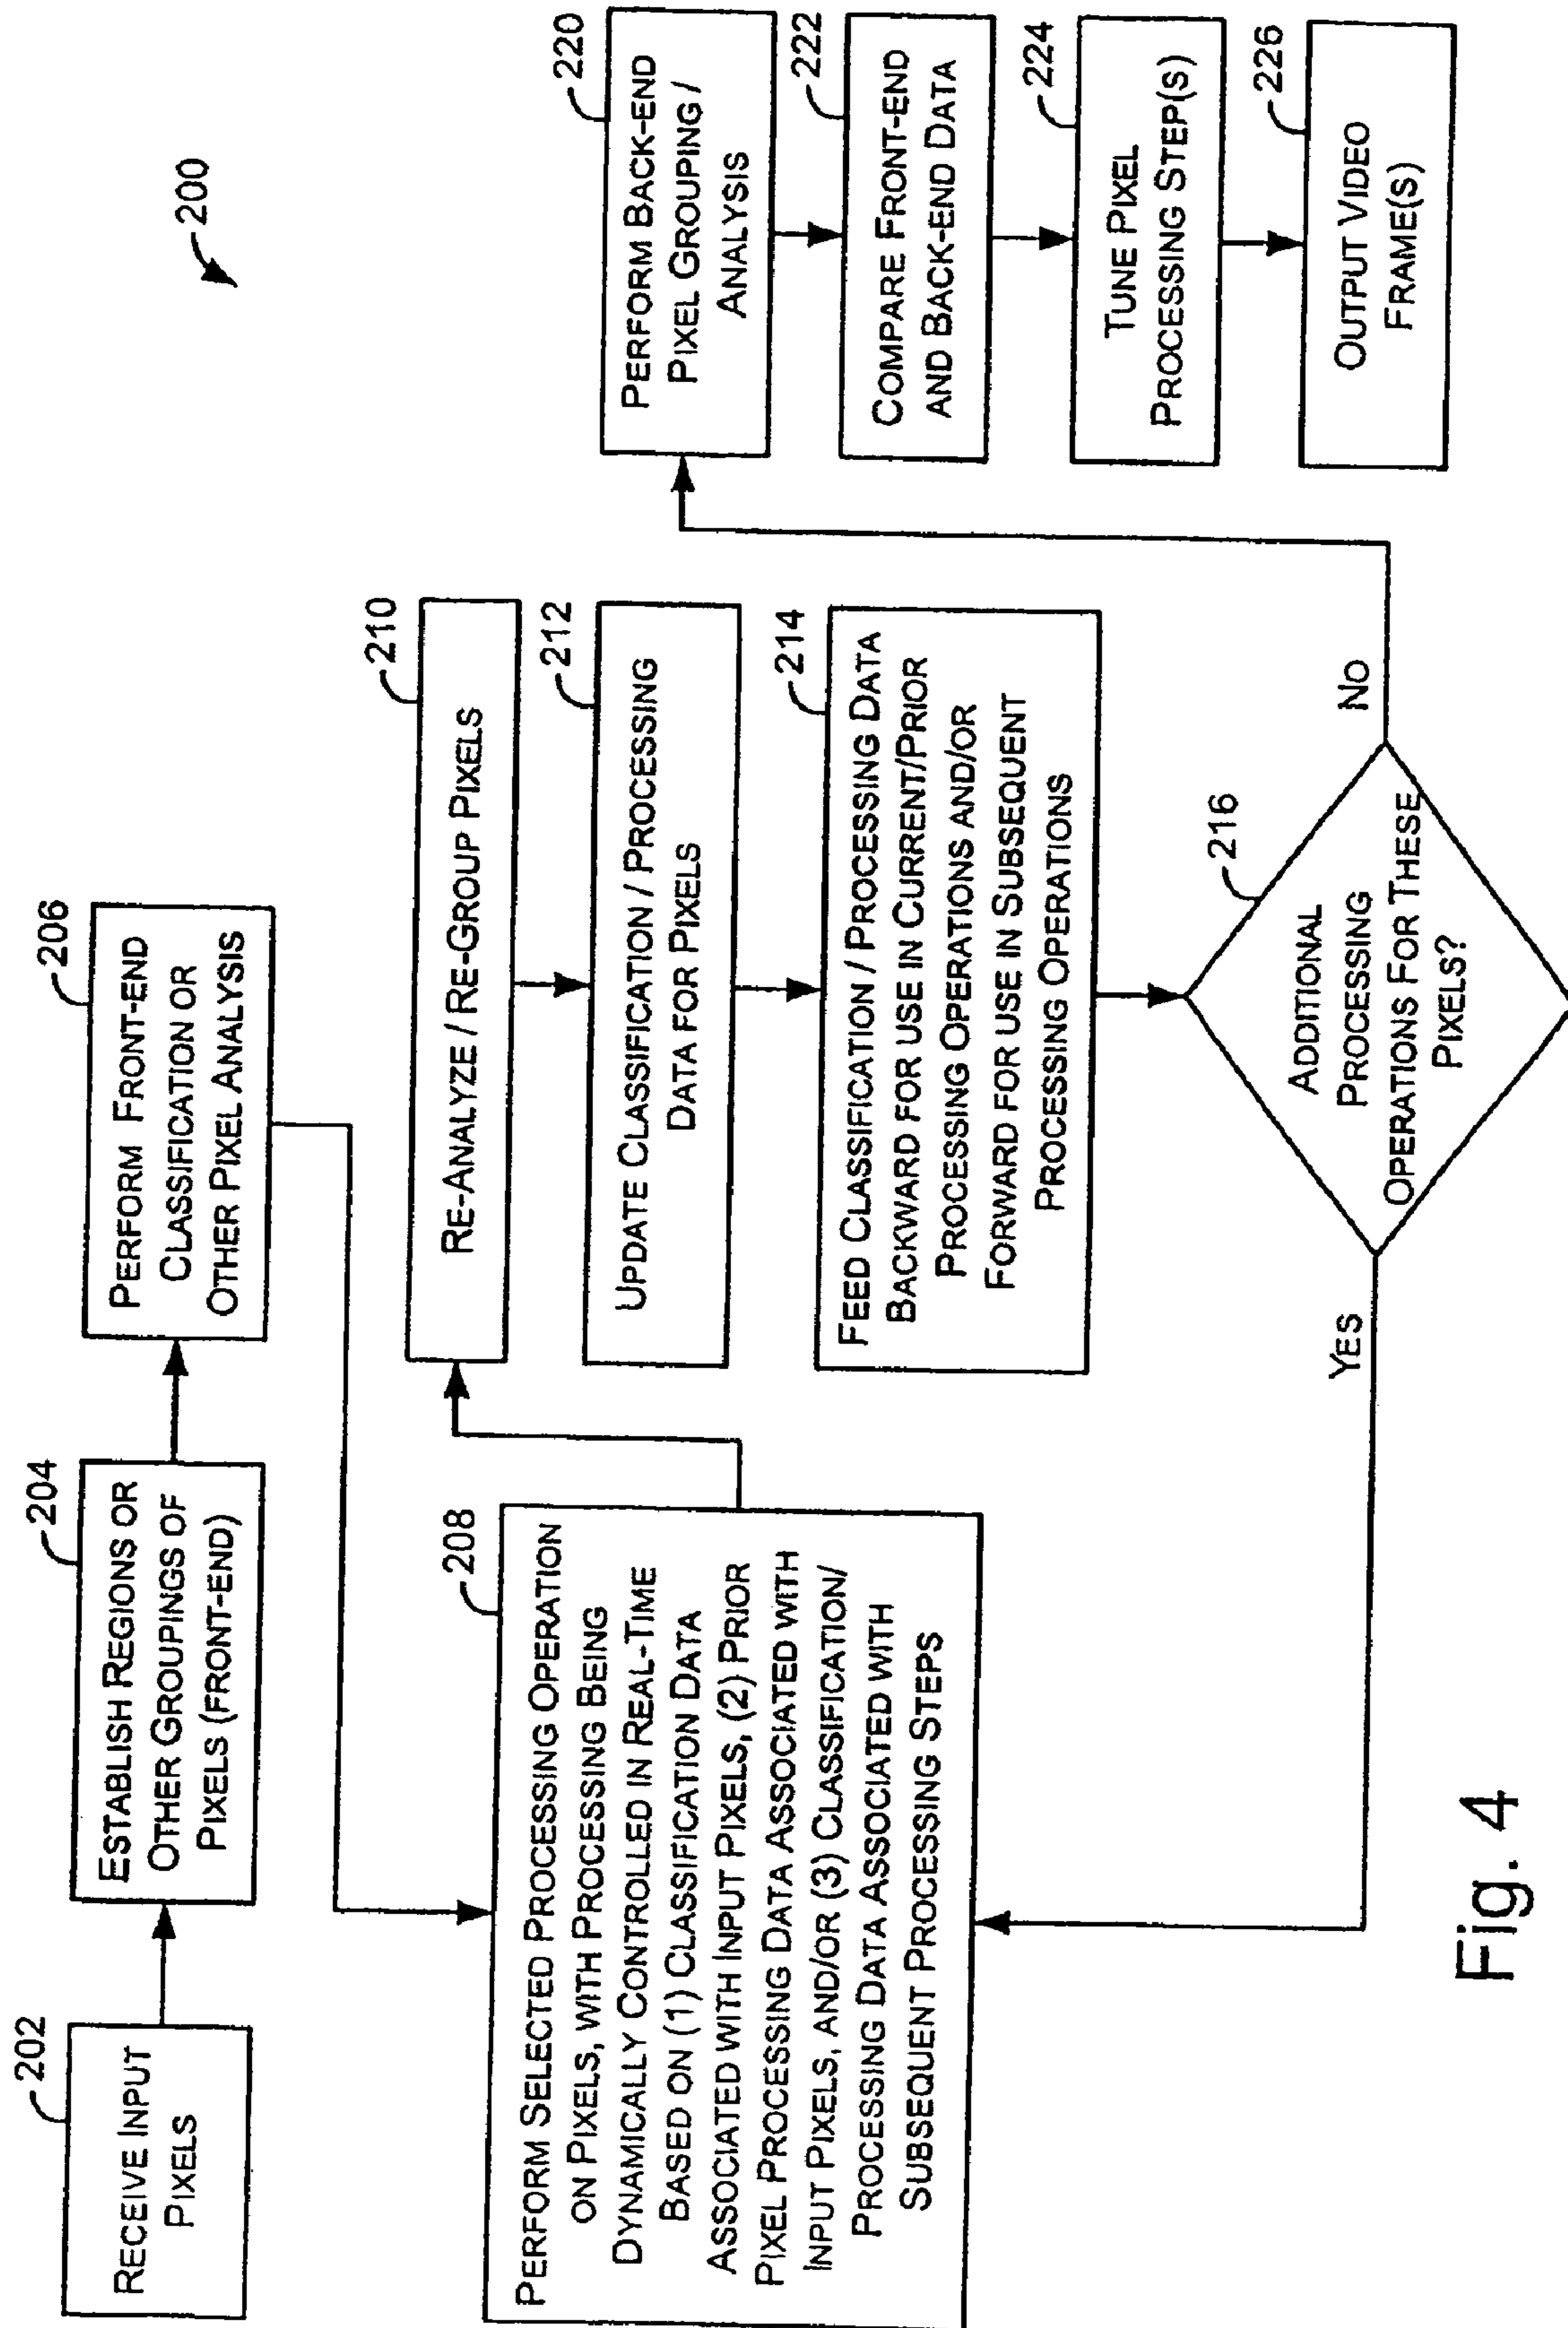 200
202
RECEIVE INPUT
PIXELS
204
ESTABLISH REGIONS OR
OTHER GROUPINGS OF
PIXELS (FRONT-END)
206
PERFORM FRONT-END
CLASSIFICATION OR
OTHER PIXEL ANALYSIS
208
PERFORM SELECTED PROCESSING OPERATION
ON PIXELS, WITH PROCESSING BEING
DYNAMICALLY CONTROLLED IN REAL-TIME
BASED ON (1) CLASSIFICATION DATA
ASSOCIATED WITH INPUT PIXELS, (2) PRIOR
PIXEL PROCESSING DATA ASSOCIATED WITH
INPUT PIXELS, AND/OR (3) CLASSIFICATION/
PROCESSING DATA ASSOCIATED WITH
SUBSEQUENT PROCESSING STEPS
210
RE-ANALYZE / RE-GROUP PIXELS
212
UPDATE CLASSIFICATION / PROCESSING
DATA FOR PIXELS
214
FEED CLASSIFICATION / PROCESSING DATA
BACKWARD FOR USE IN CURRENT/PRIOR
PROCESSING OPERATIONS AND/OR
FORWARD FOR USE IN SUBSEQUENT
PROCESSING OPERATIONS
216
ADDITIONAL
PROCESSING
OPERATIONS FOR THESE
PIXELS?
YES
NO
220
PERFORM BACK-END
PIXEL GROUPING /
ANALYSIS
222
COMPARE FRONT-END
AND BACK-END DATA
224
TUNE PIXEL
PROCESSING STEP(S)
226
OUTPUT VIDEO
FRAME(S)
Fig. 4